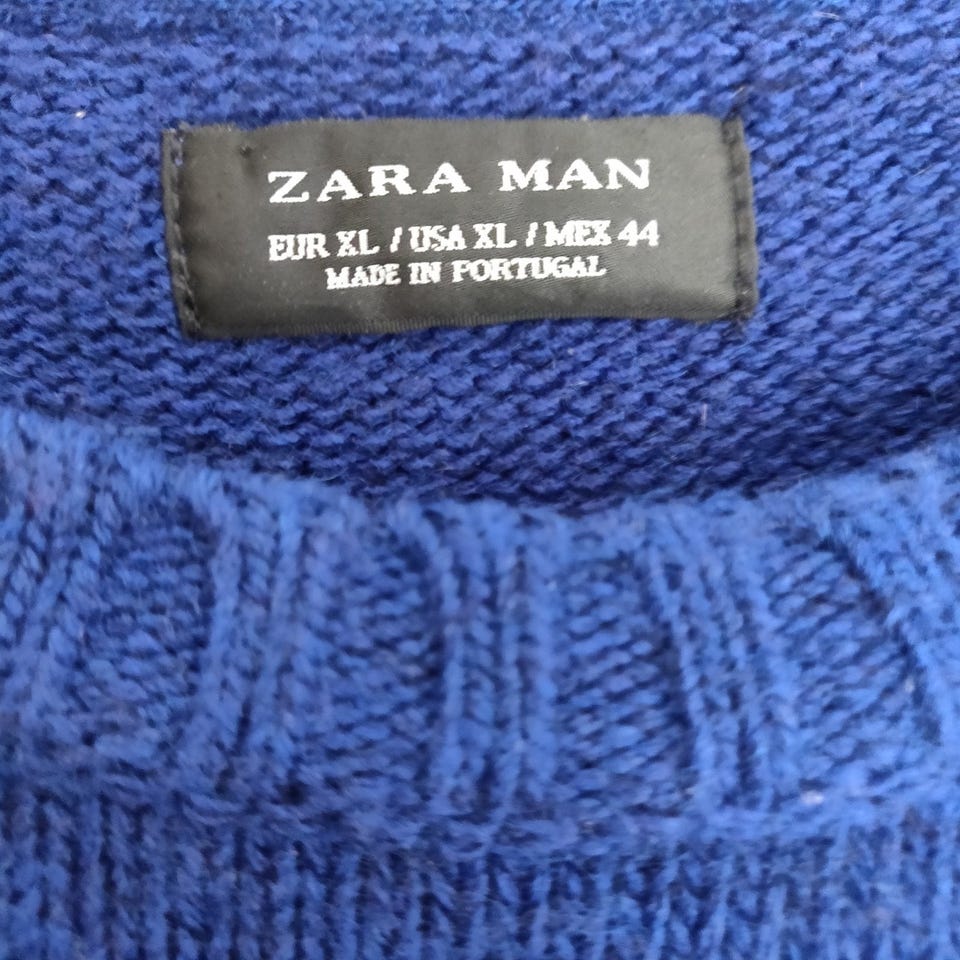 ZARA MAN
EUR XL / USA XL / MEX 44
MADE IN PORTUGAL